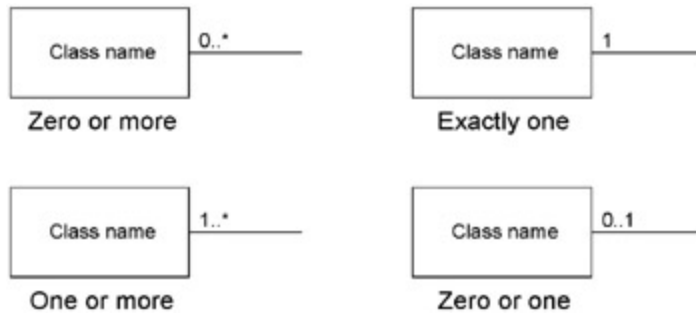 Class name 0..*
Zero or more
Class name 1
Exactly one
Class name 1..*
One or more
Class name 0..1
Zero or one